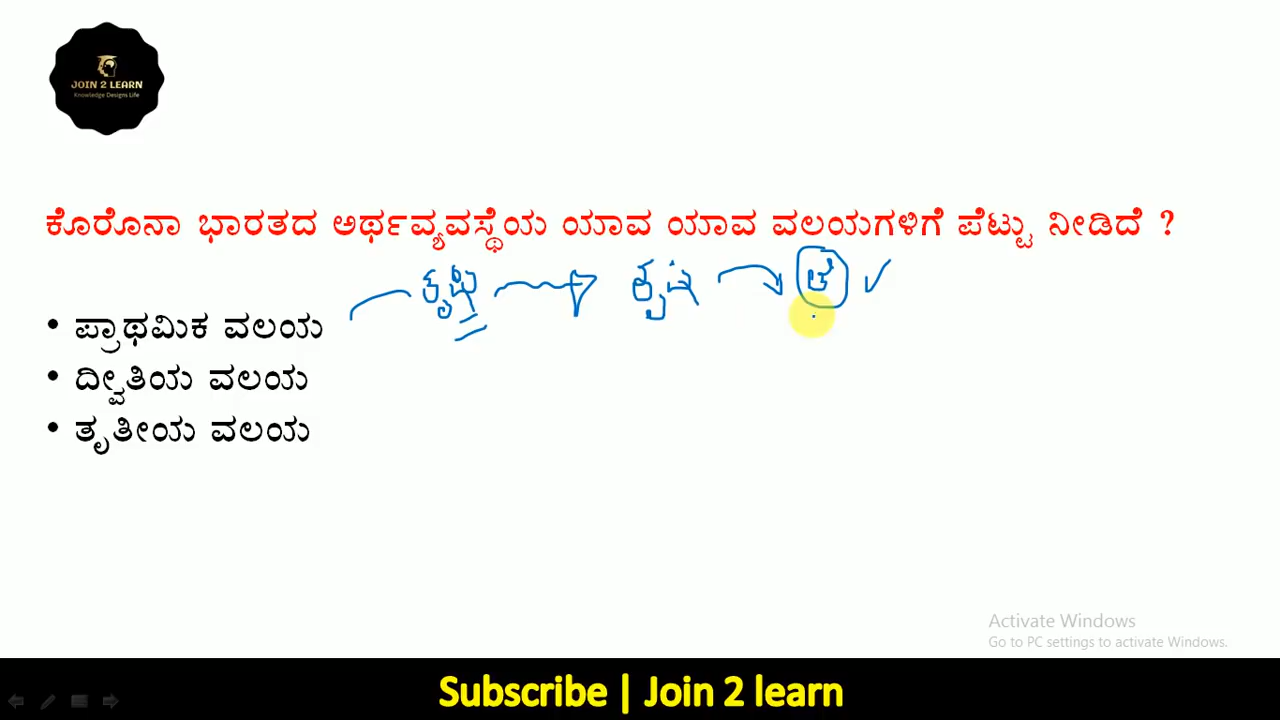 JOIN 2 LEARN
Knowledge Designs Life
ಕೊರೊನಾ ಭಾರತದ ಅರ್ಥವ್ಯವಸ್ಥೆಯ ಯಾವ ಯಾವ ವಲಯಗಳಿಗೆ ಪೆಟ್ಟು ನೀಡಿದೆ ?
ಕೃಷಿ
• ಪ್ರಾಥಮಿಕ ವಲಯ
• ದ್ವೀತಿಯ ವಲಯ
• ತೃತೀಯ ವಲಯ
Activate Windows
Go to PC settings to activate Windows.
Subscribe | Join 2 learn